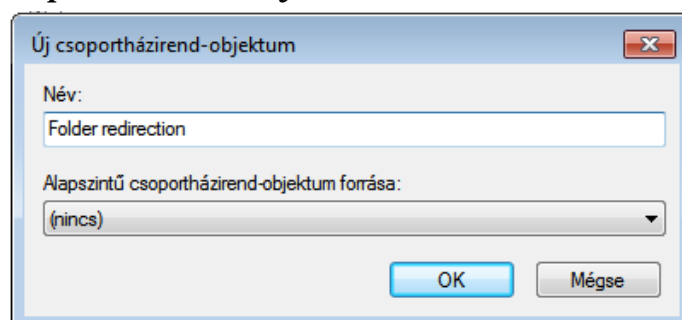 Új csoportházirend-objektum
Név:
Folder redirection
Alapszintű csoportházirend-objektum forrása:
(nincs)
OK Mégse